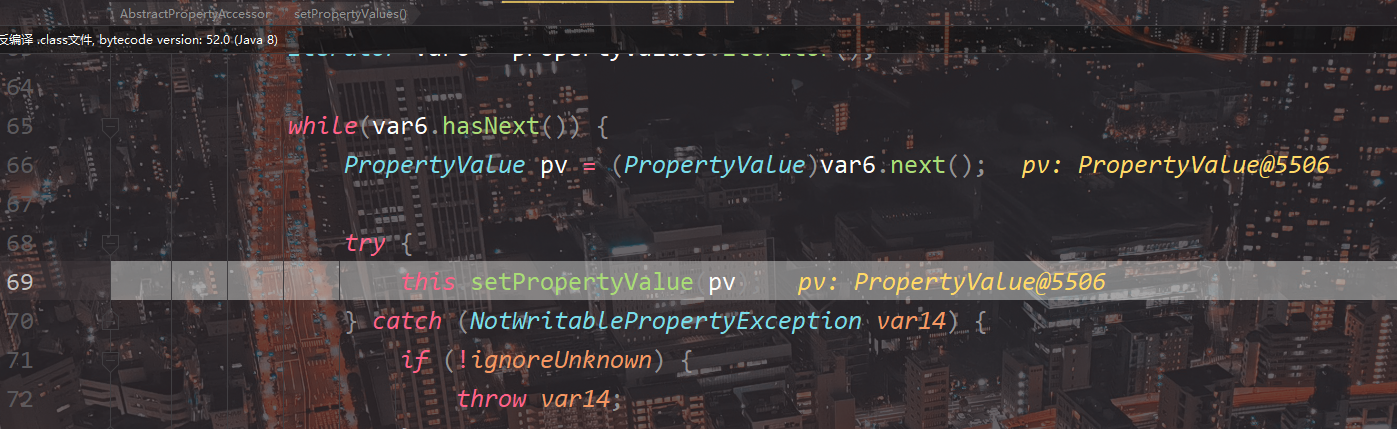 AbstractPropertyAccessor setPropertyValues()
反编译 .class文件, bytecode version: 52.0 (Java 8)
64
65 while(var6.hasNext()) {
66 PropertyValue pv = (PropertyValue)var6.next(); pv: PropertyValue@5506
67
68 try {
69 this setPropertyValue pv pv: PropertyValue@5506
70 } catch (NotWritablePropertyException var14) {
71 if (!ignoreUnknown) {
72 throw var14;